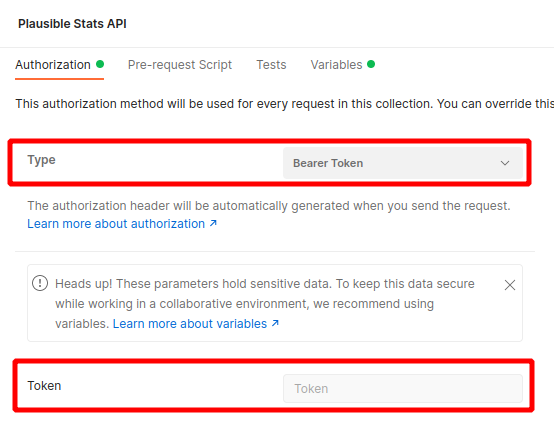 Plausible Stats API
Authorization Pre-request Script Tests Variables
This authorization method will be used for every request in this collection. You can override this
Type Bearer Token
The authorization header will be automatically generated when you send the request.
Learn more about authorization ↗
Heads up! These parameters hold sensitive data. To keep this data secure
while working in a collaborative environment, we recommend using
variables. Learn more about variables ↗
Token Token